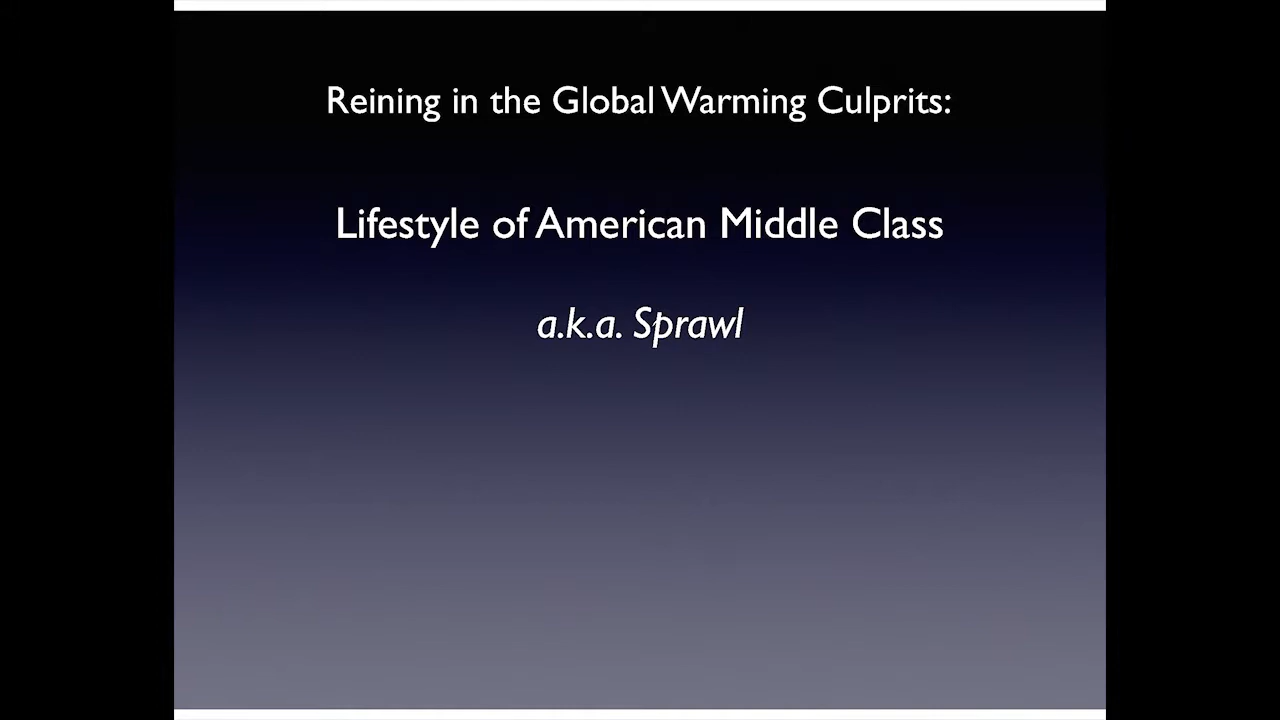 Reining in the Global Warming Culprits:
Lifestyle of American Middle Class
a.k.a. Sprawl